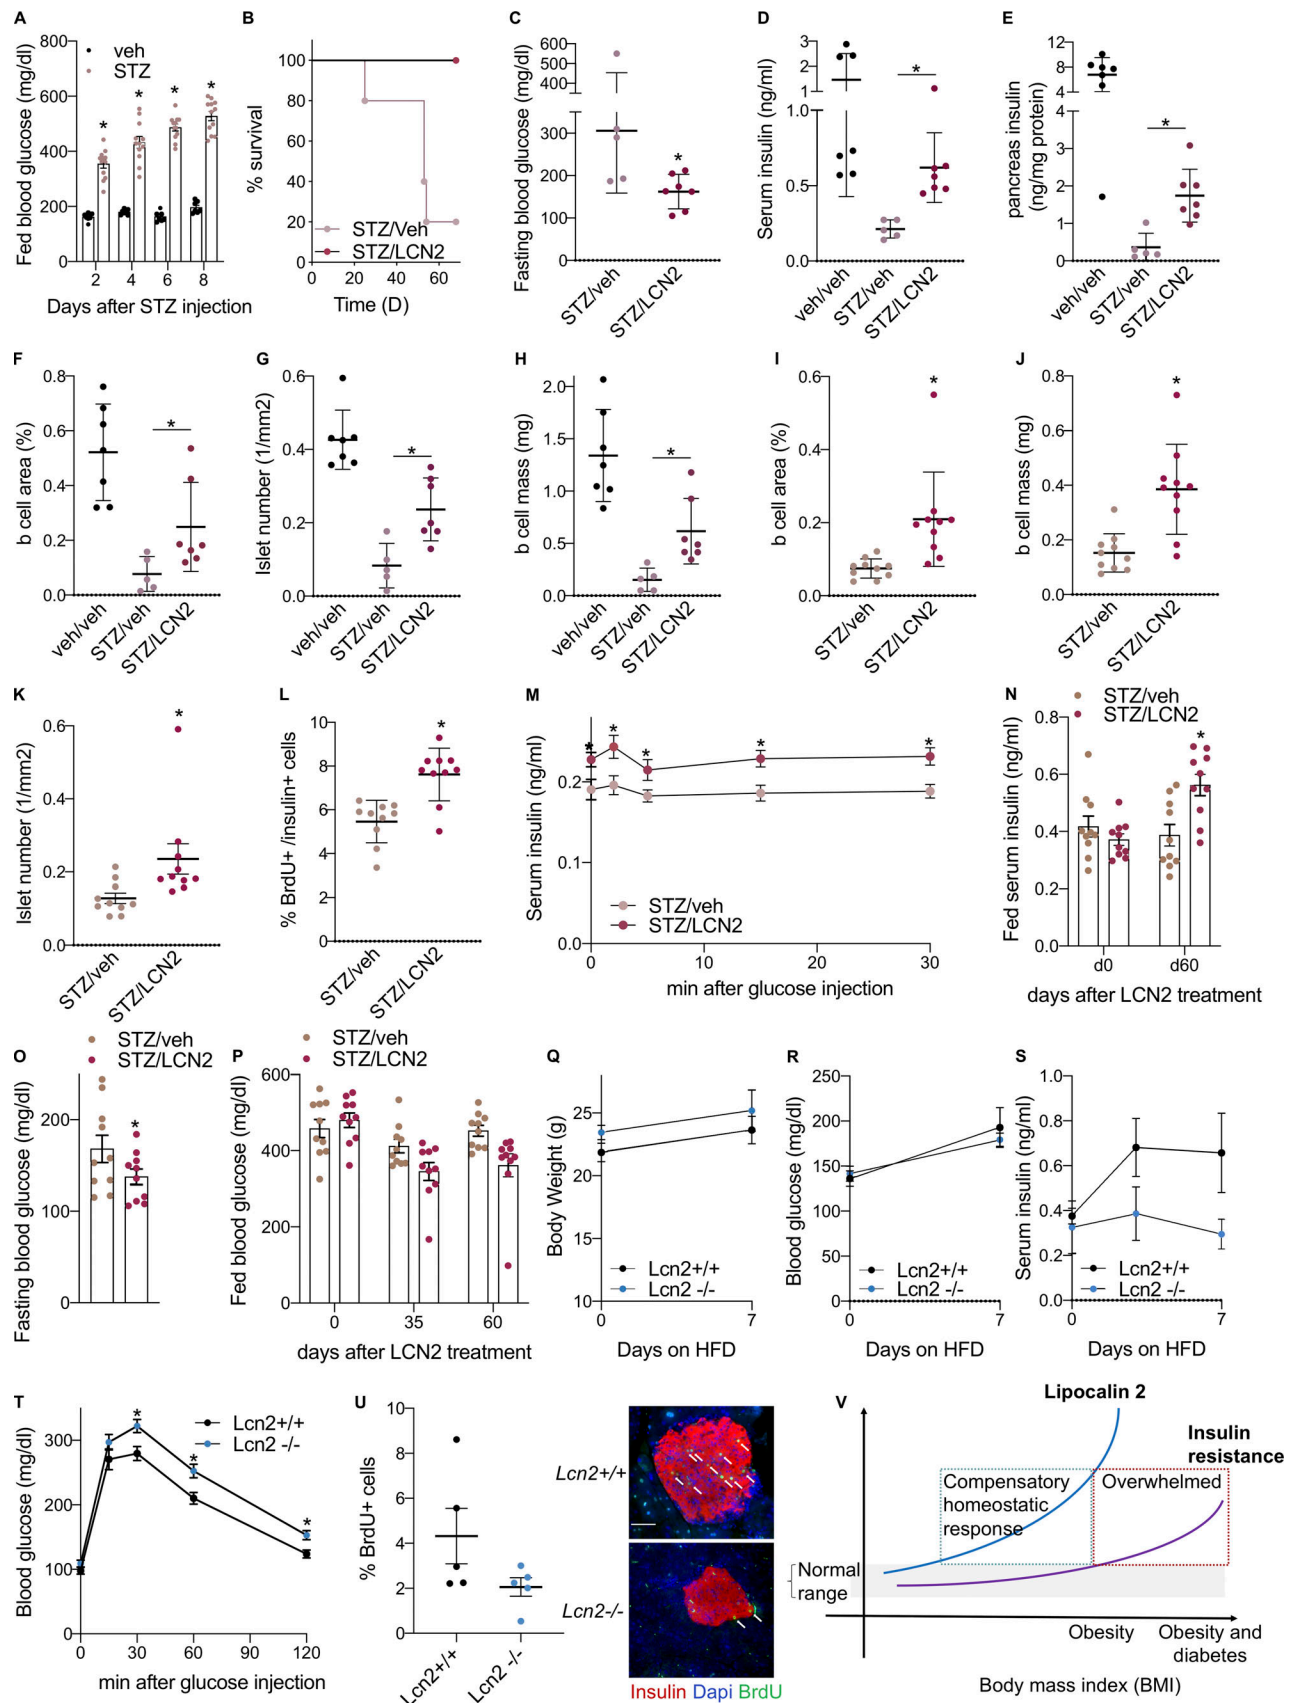 A
veh
STZ
Fed blood glucose (mg/dl)
800
600
400
200
0
* * * *
2 4 6 8
Days after STZ injection
B
% survival
100
80
60
40
20
STZ/Veh
STZ/LCN2
0 20 40 60
Time (D)
C
Fasting blood glucose (mg/dl)
600
500
400
300
200
100
0
*
STZ/veh
STZ/LCN2
D
Serum insulin (ng/ml)
3
2
1
1.0
0.5
0.0
*
veh/veh
STZ/veh
STZ/LCN2
E
pancreas insulin
(ng/mg protein)
12
8
4
4
3
2
1
0
*
veh/veh
STZ/veh
STZ/LCN2
F
b cell area (%)
0.8
0.6
0.4
0.2
0.0
*
veh/veh
STZ/veh
STZ/LCN2
G
Islet number (1/mm2)
0.6
0.4
0.2
0.0
*
veh/veh
STZ/veh
STZ/LCN2
H
b cell mass (mg)
2.0
1.5
1.0
0.5
0.0
*
veh/veh
STZ/veh
STZ/LCN2
I
b cell area (%)
0.6
0.4
0.2
0.0
*
STZ/veh
STZ/LCN2
J
b cell mass (mg)
0.8
0.6
0.4
0.2
0.0
*
STZ/veh
STZ/LCN2
K
Islet number (1/mm2)
0.6
0.4
0.2
0.0
*
STZ/veh
STZ/LCN2
L
% BrdU+ /insulin+ cells
10
8
6
4
2
0
*
STZ/veh
STZ/LCN2
M
Serum insulin (ng/ml)
0.2
0.1
0.0
* * * * *
STZ/veh
STZ/LCN2
0 10 20 30
min after glucose injection
N
STZ/veh
STZ/LCN2
Fed serum insulin (ng/ml)
0.8
0.6
0.4
0.2
0.0
*
d0 d60
days after LCN2 treatment
O
STZ/veh
STZ/LCN2
Fasting blood glucose (mg/dl)
200
100
0
*
P
STZ/veh
STZ/LCN2
Fed blood glucose (mg/dl)
600
400
200
0
0 35 60
days after LCN2 treatment
Q
Body Weight (g)
25
20
15
10
Lcn2+/+
Lcn2 -/-
0 7
Days on HFD
R
Blood glucose (mg/dl)
250
200
150
100
50
0
Lcn2+/+
Lcn2 -/-
0 7
Days on HFD
S
Serum insulin (ng/ml)
1.0
0.8
0.6
0.4
0.2
0.0
Lcn2+/+
Lcn2 -/-
0 7
Days on HFD
T
Blood glucose (mg/dl)
300
200
100
0
* * *
Lcn2+/+
Lcn2 -/-
0 30 60 90 120
min after glucose injection
U
% BrdU+ cells
10
8
6
4
2
0
Lcn2+/+
Lcn2 -/-
Lcn2+/+
Lcn2-/-
Insulin Dapi BrdU
V
Lipocalin 2
Insulin
resistance
Compensatory
homeostatic
response
Overwhelmed
Normal
range
Obesity
Obesity and
diabetes
Body mass index (BMI)